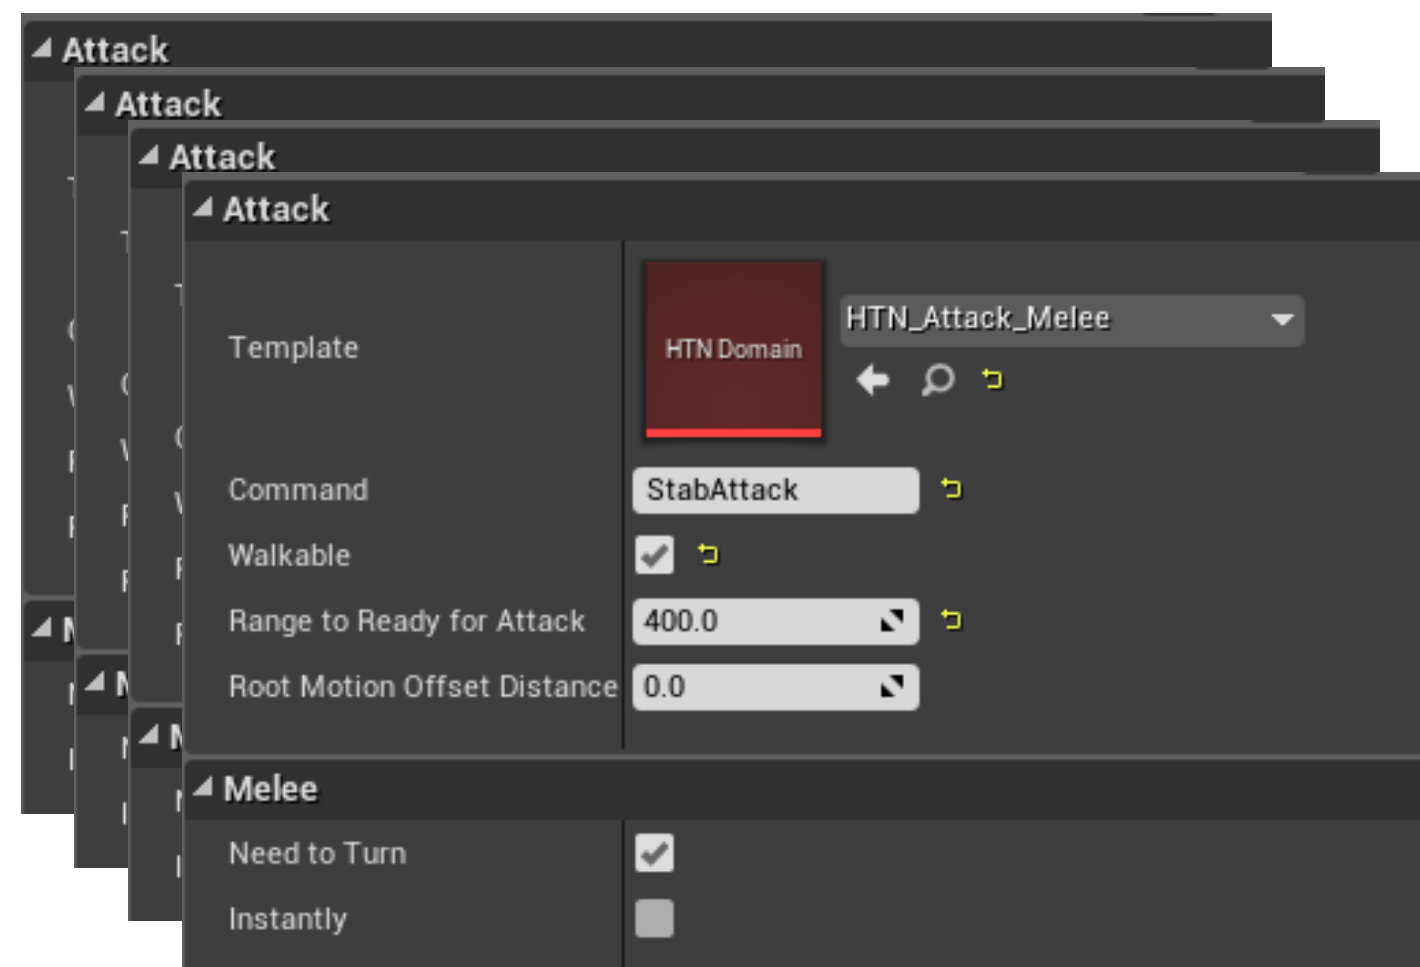 Attack
Attack
Attack
Attack
Template
HTN Domain
HTN_Attack_Melee
Command
StabAttack
Walkable
Range to Ready for Attack
400.0
Root Motion Offset Distance
0.0
Melee
Need to Turn
Instantly